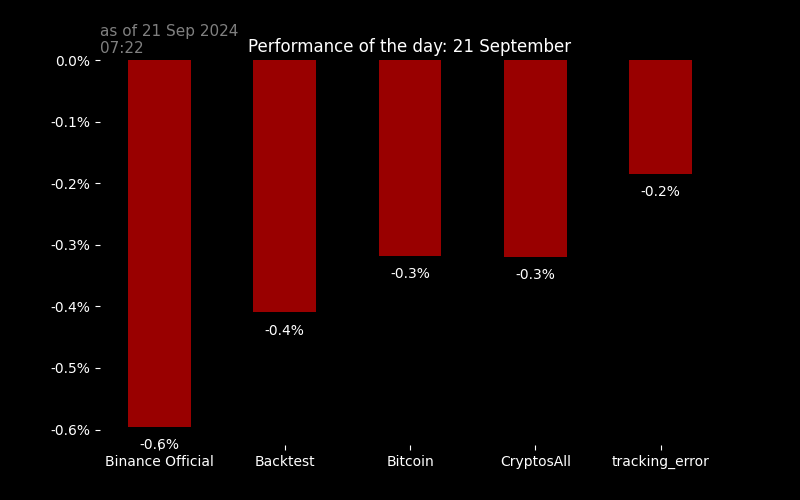 as of 21 Sep 2024
07:22
Performance of the day: 21 September
0.0%
-0.1%
-0.2%
-0.3%
-0.4%
-0.5%
-0.6%
-0.6%
-0.4%
-0.3%
-0.3%
-0.2%
Binance Official
Backtest
Bitcoin
CryptosAll
tracking_error